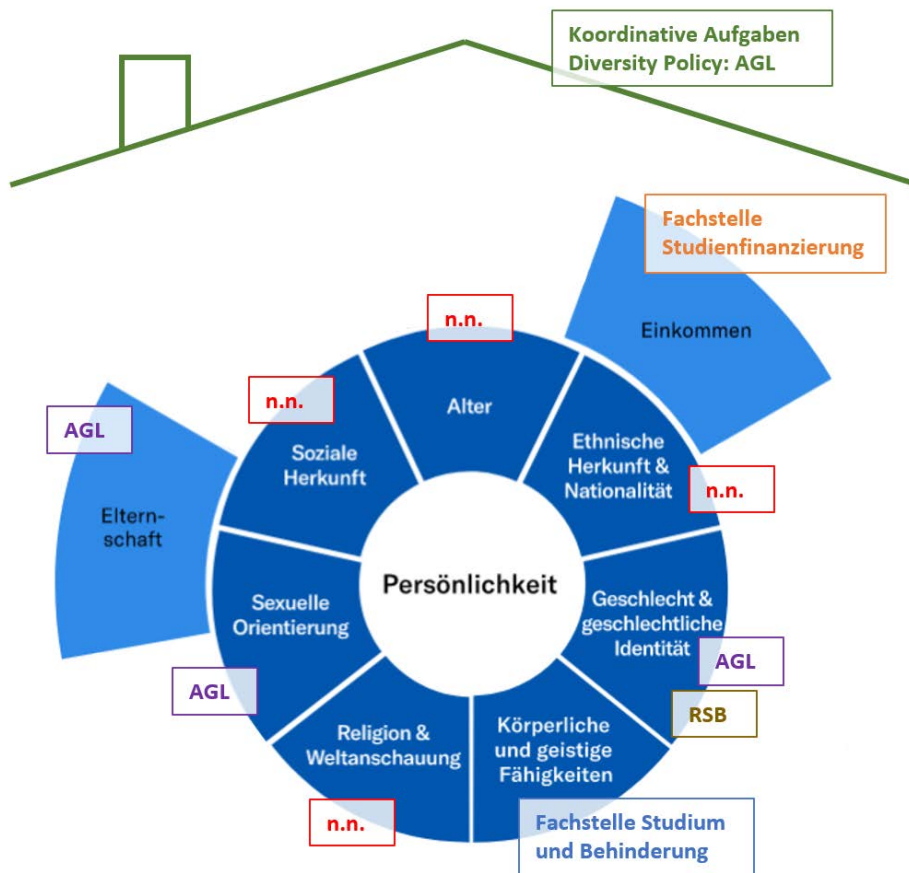 Koordinative Aufgaben
Diversity Policy: AGL
Fachstelle
Studienfinanzierung
Einkommen
n.n.
Alter
n.n.
Soziale
Herkunft
Ethnische
Herkunft &
Nationalität
n.n.
AGL
Eltern-
schaft
Persönlichkeit
Sexuelle
Orientierung
AGL
Geschlecht &
geschlechtliche
Identität
AGL
RSB
Religion &
Weltanschauung
n.n.
Körperliche
und geistige
Fähigkeiten
Fachstelle Studium
und Behinderung